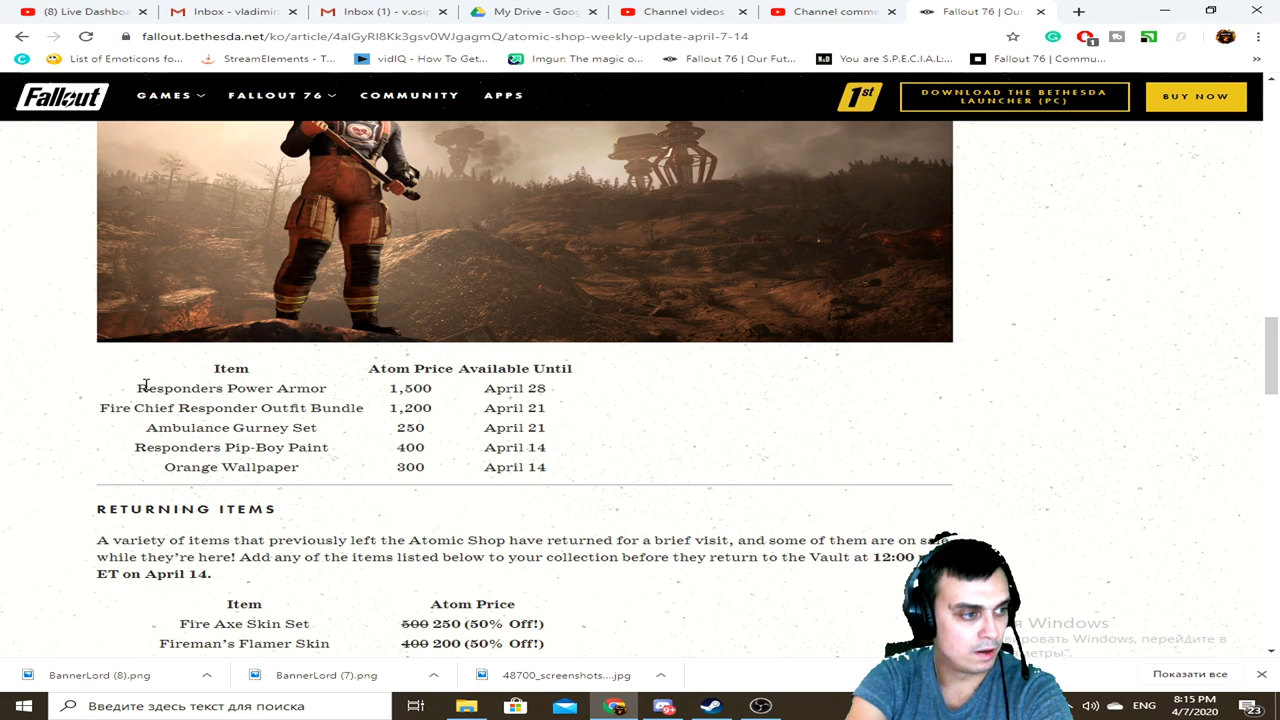 (8) Live Dashboa
Inbox - vladimi
Inbox (1) - v.osip
My Drive - Goog
Channel videos
Channel comme
Fallout 76 | Our
fallout.bethesda.net/ko/article/4alGyRI8Kk3gsv0WJgagmQ/atomic-shop-weekly-update-april-7-14
1
List of Emoticons fo...
StreamElements - T...
vidIQ - How To Get...
Imgur: The magic o...
Fallout 76 | Our Fut...
You are S.P.E.C.I.A.L:...
Fallout 76 | Commu...
»
Fallout
GAMES
FALLOUT 76
COMMUNITY
APPS
1st
DOWNLOAD THE BETHESDA
LAUNCHER (PC)
BUY NOW
Item Atom Price Available Until
Responders Power Armor 1,500 April 28
Fire Chief Responder Outfit Bundle 1,200 April 21
Ambulance Gurney Set 250 April 21
Responders Pip-Boy Paint 400 April 14
Orange Wallpaper 300 April 14
RETURNING ITEMS
A variety of items that previously left the Atomic Shop have returned for a brief visit, and some of them are on sale
while they're here! Add any of the items listed below to your collection before they return to the Vault at 12:00
ET on April 14.
Item Atom Price
Fire Axe Skin Set 500 250 (50% Off!)
Fireman's Flamer Skin 400 200 (50% Off!)
Windows
ировать Windows, перейдите в
метры".
BannerLord (8).png
BannerLord (7).png
48700_screenshots....jpg
Показати все
Введите здесь текст для поиска
ENG
8:15 PM
4/7/2020
23